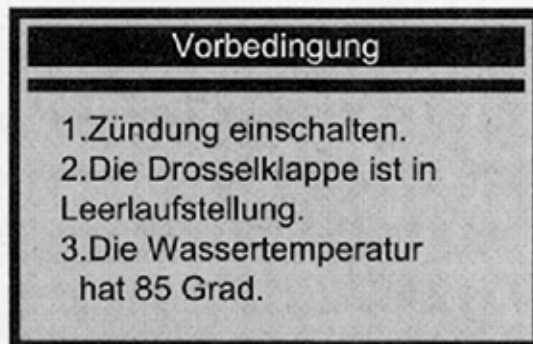 Vorbedingung
1.Zündung einschalten.
2.Die Drosselklappe ist in
Leerlaufstellung.
3.Die Wassertemperatur
hat 85 Grad.